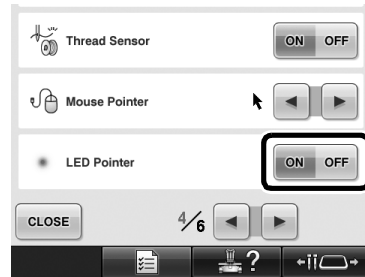 Thread Sensor ON OFF
Mouse Pointer
LED Pointer ON OFF
CLOSE 4/6
?